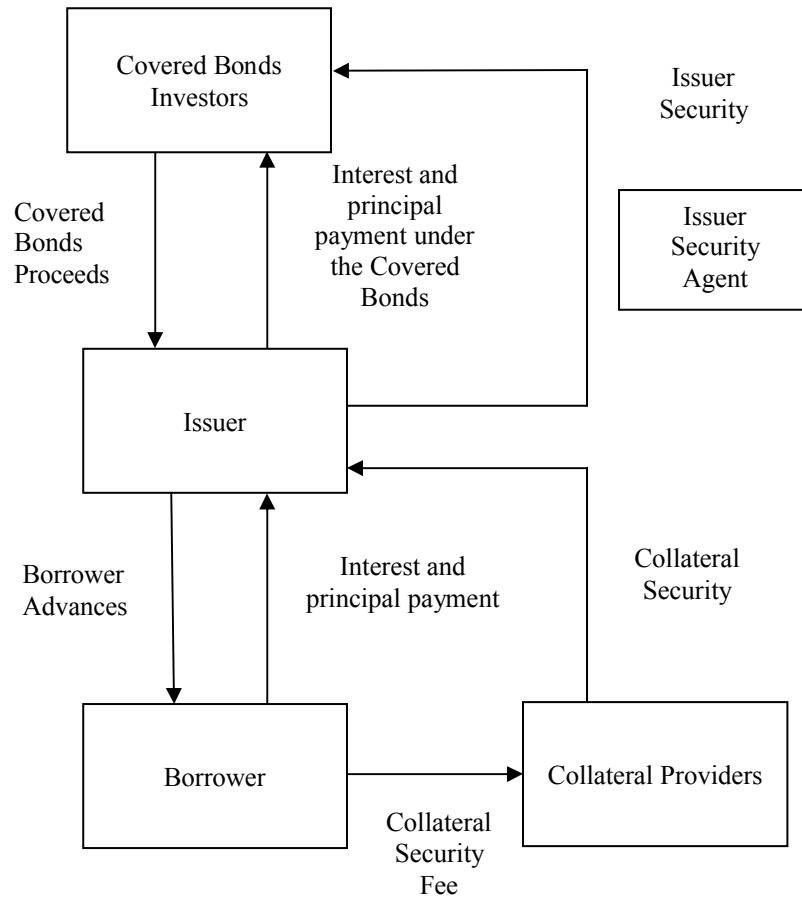 Covered Bonds
Investors
Issuer
Security
Covered
Bonds
Proceeds
Interest and
principal
payment under
the Covered
Bonds
Issuer
Security
Agent
Issuer
Borrower
Advances
Interest and
principal payment
Collateral
Security
Borrower
Collateral Providers
Collateral
Security
Fee